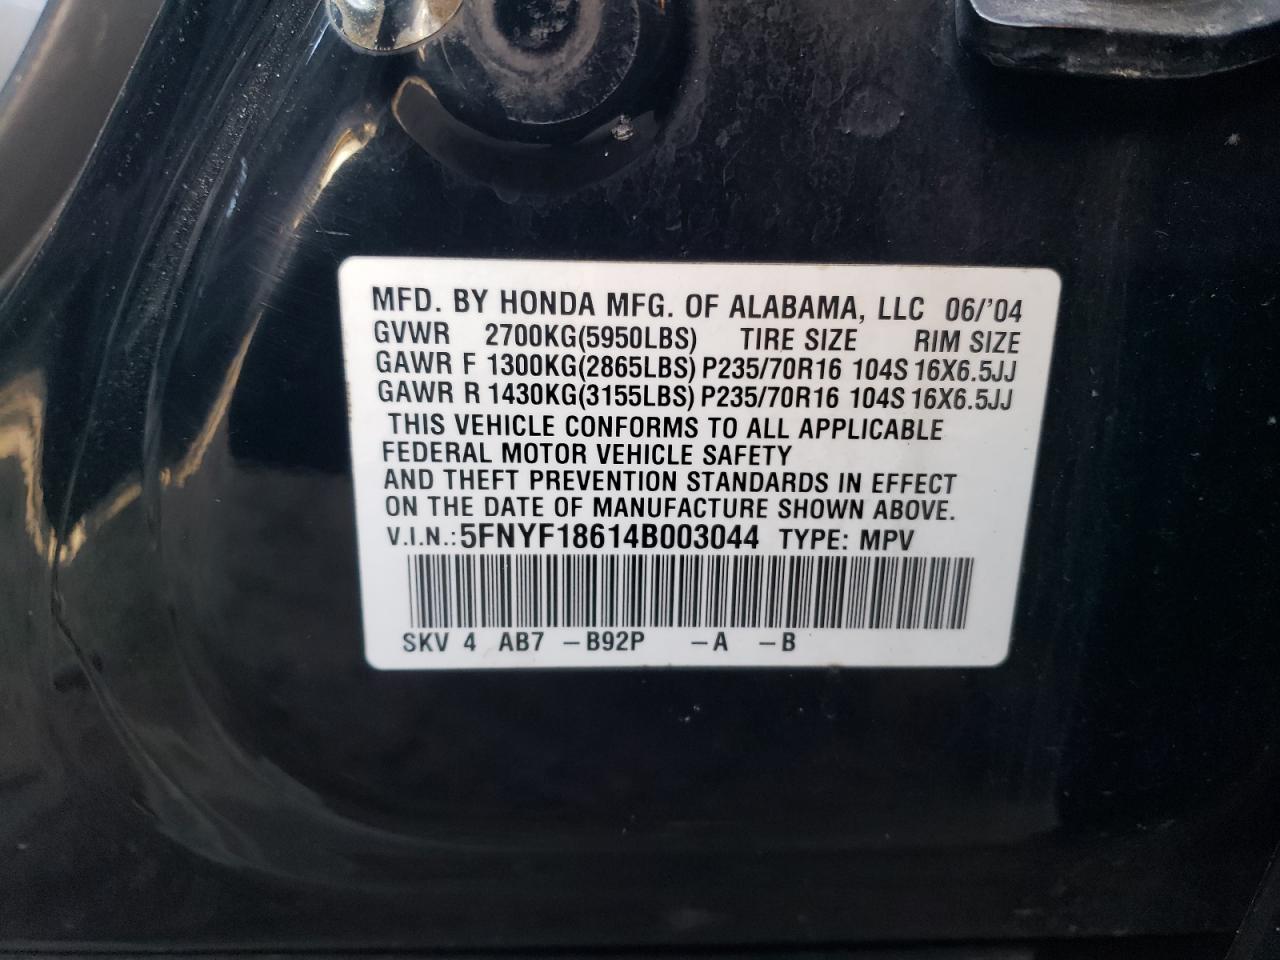 MFD. BY HONDA MFG. OF ALABAMA, LLC 06/'04
GVWR 2700KG(5950LBS) TIRE SIZE RIM SIZE
GAWR F 1300KG(2865LBS) P235/70R16 104S 16X6.5JJ
GAWR R 1430KG(3155LBS) P235/70R16 104S 16X6.5JJ
THIS VEHICLE CONFORMS TO ALL APPLICABLE
FEDERAL MOTOR VEHICLE SAFETY
AND THEFT PREVENTION STANDARDS IN EFFECT
ON THE DATE OF MANUFACTURE SHOWN ABOVE.
V.I.N.: 5FNYF18614B003044 TYPE: MPV
SKV 4 AB7 -B92P -A -B